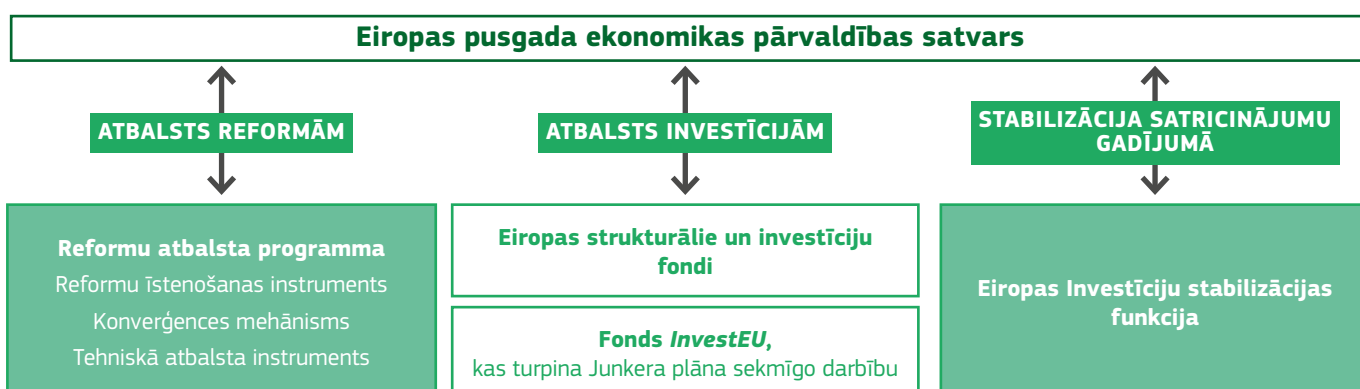 Eiropas pusgada ekonomikas pārvaldības satvars
ATBALSTS REFORMĀM
ATBALSTS INVESTĪCIJĀM
STABILIZĀCIJA SATRICINĀJUMU
GADĪJUMĀ
Reformu atbalsta programma
Reformu īstenošanas instruments
Konverģences mehānisms
Tehniskā atbalsta instruments
Eiropas strukturālie un investīciju
fondi
Fonds InvestEU,
kas turpina Junkera plāna sekmīgo darbību
Eiropas Investīciju stabilizācijas
funkcija